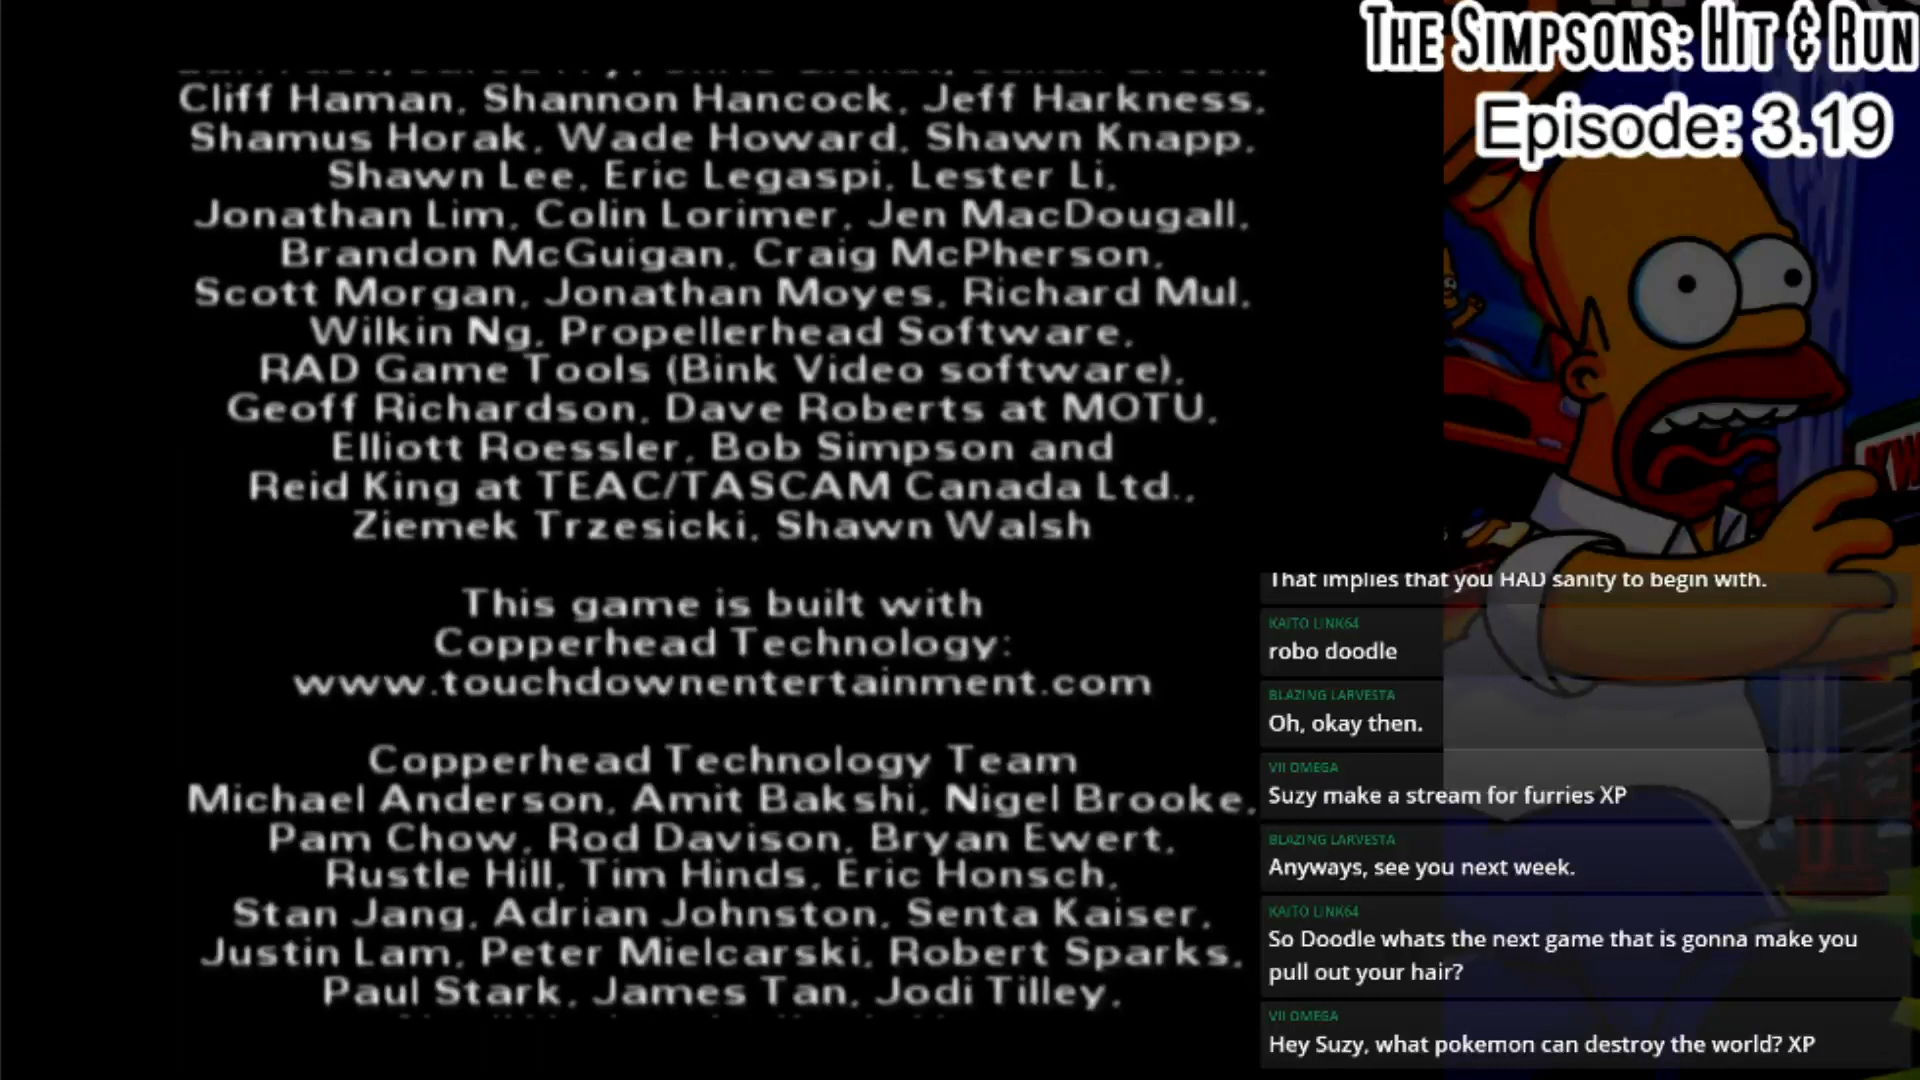 THE SIMPSONS: HIT & RUN
Episode: 3.19
Cliff Haman, Shannon Hancock, Jeff Harkness,
Shamus Horak, Wade Howard, Shawn Knapp,
Shawn Lee, Eric Legaspi, Lester Li,
Jonathan Lim, Colin Lorimer, Jen MacDougall,
Brandon McGuigan, Craig McPherson,
Scott Morgan, Jonathan Moyes, Richard Mul,
Wilkin Ng, Propellerhead Software,
RAD Game Tools (Bink Video software),
Geoff Richardson, Dave Roberts at MOTU,
Elliott Roessler, Bob Simpson and
Reid King at TEAC/TASCAM Canada Ltd.,
Ziemek Trzesicki, Shawn Walsh
This game is built with
Copperhead Technology:
www.touchdownentertainment.com
Copperhead Technology Team
Michael Anderson, Amit Bakshi, Nigel Brooke,
Pam Chow, Rod Davison, Bryan Ewert,
Rustle Hill, Tim Hinds, Eric Honsch,
Stan Jang, Adrian Johnston, Senta Kaiser,
Justin Lam, Peter Mielcarski, Robert Sparks,
Paul Stark, James Tan, Jodi Tilley,
That implies that you HAD sanity to begin with.
KAITO LINK64
robo doodle
BLAZING LARVESTA
Oh, okay then.
VII OMEGA
Suzy make a stream for furries XP
BLAZING LARVESTA
Anyways, see you next week.
KAITO LINK64
So Doodle whats the next game that is gonna make you
pull out your hair?
VII OMEGA
Hey Suzy, what pokemon can destroy the world? XP